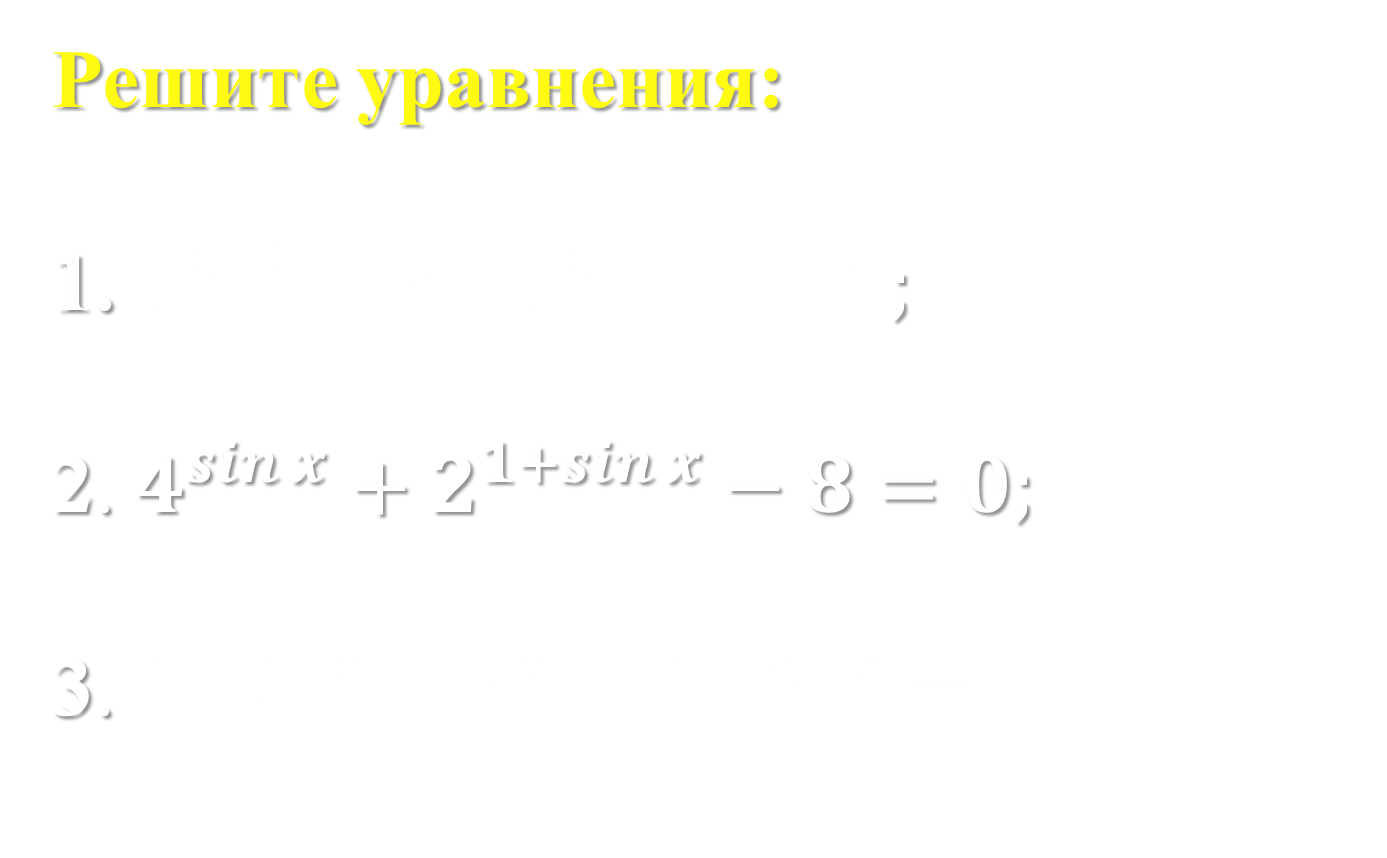 Решите уравнения:
1. ;
2. 4^{sin x} + 2^{1+sin x} − 8 = 0;
3.